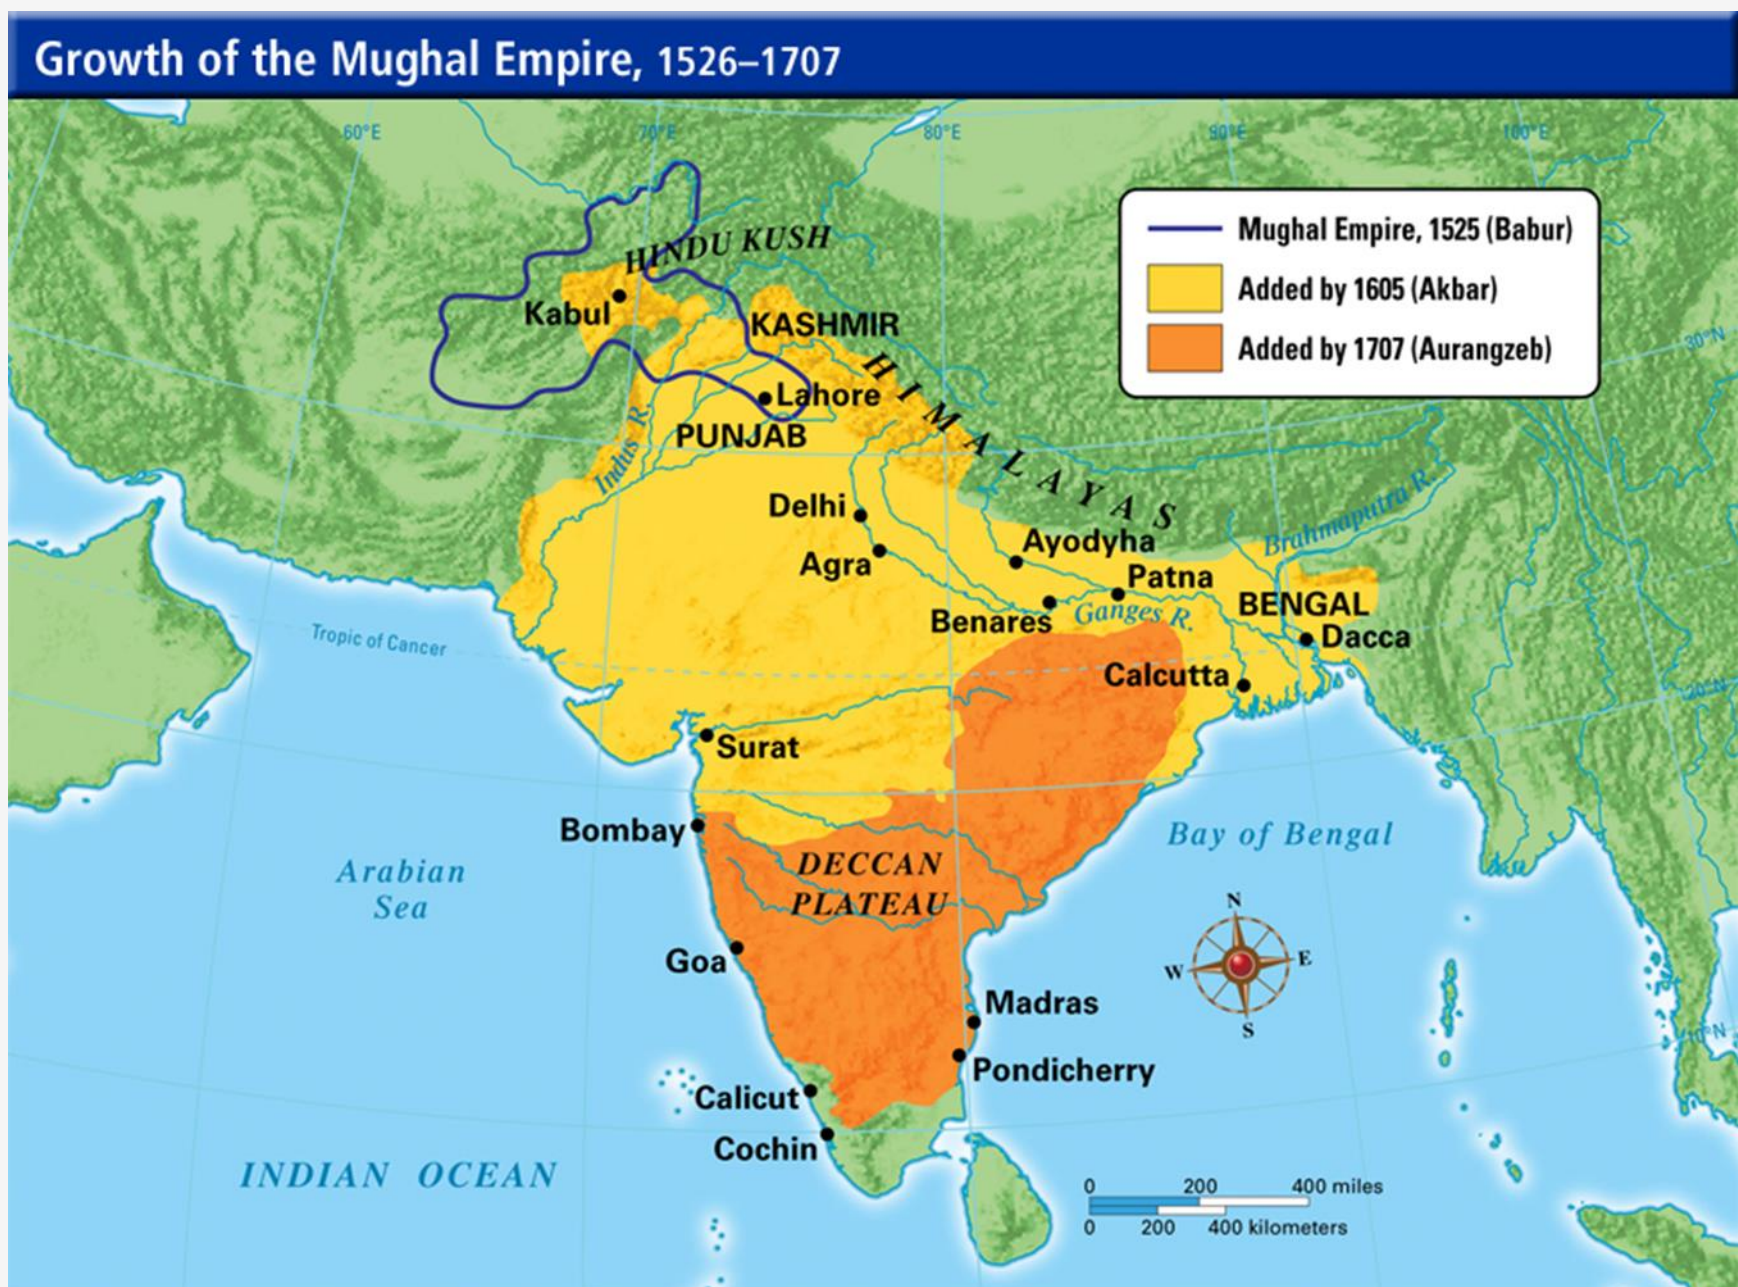 Growth of the Mughal Empire, 1526–1707
60°E
70°E
80°E
90°E
100°E
Mughal Empire, 1525 (Babur)
Added by 1605 (Akbar)
Added by 1707 (Aurangzeb)
HINDU KUSH
Kabul
KASHMIR
30°N
HIMALAYAS
Lahore
PUNJAB
Indus R.
Delhi
Agra
Ayodyha
Brahmaputra R.
Patna
Benares
Ganges R.
BENGAL
Dacca
Tropic of Cancer
Calcutta
20°N
Surat
Bombay
Bay of Bengal
DECCAN
PLATEAU
Arabian
Sea
N
W
E
S
Goa
Madras
10°N
Pondicherry
Calicut
Cochin
INDIAN OCEAN
0 200 400 miles
0 200 400 kilometers